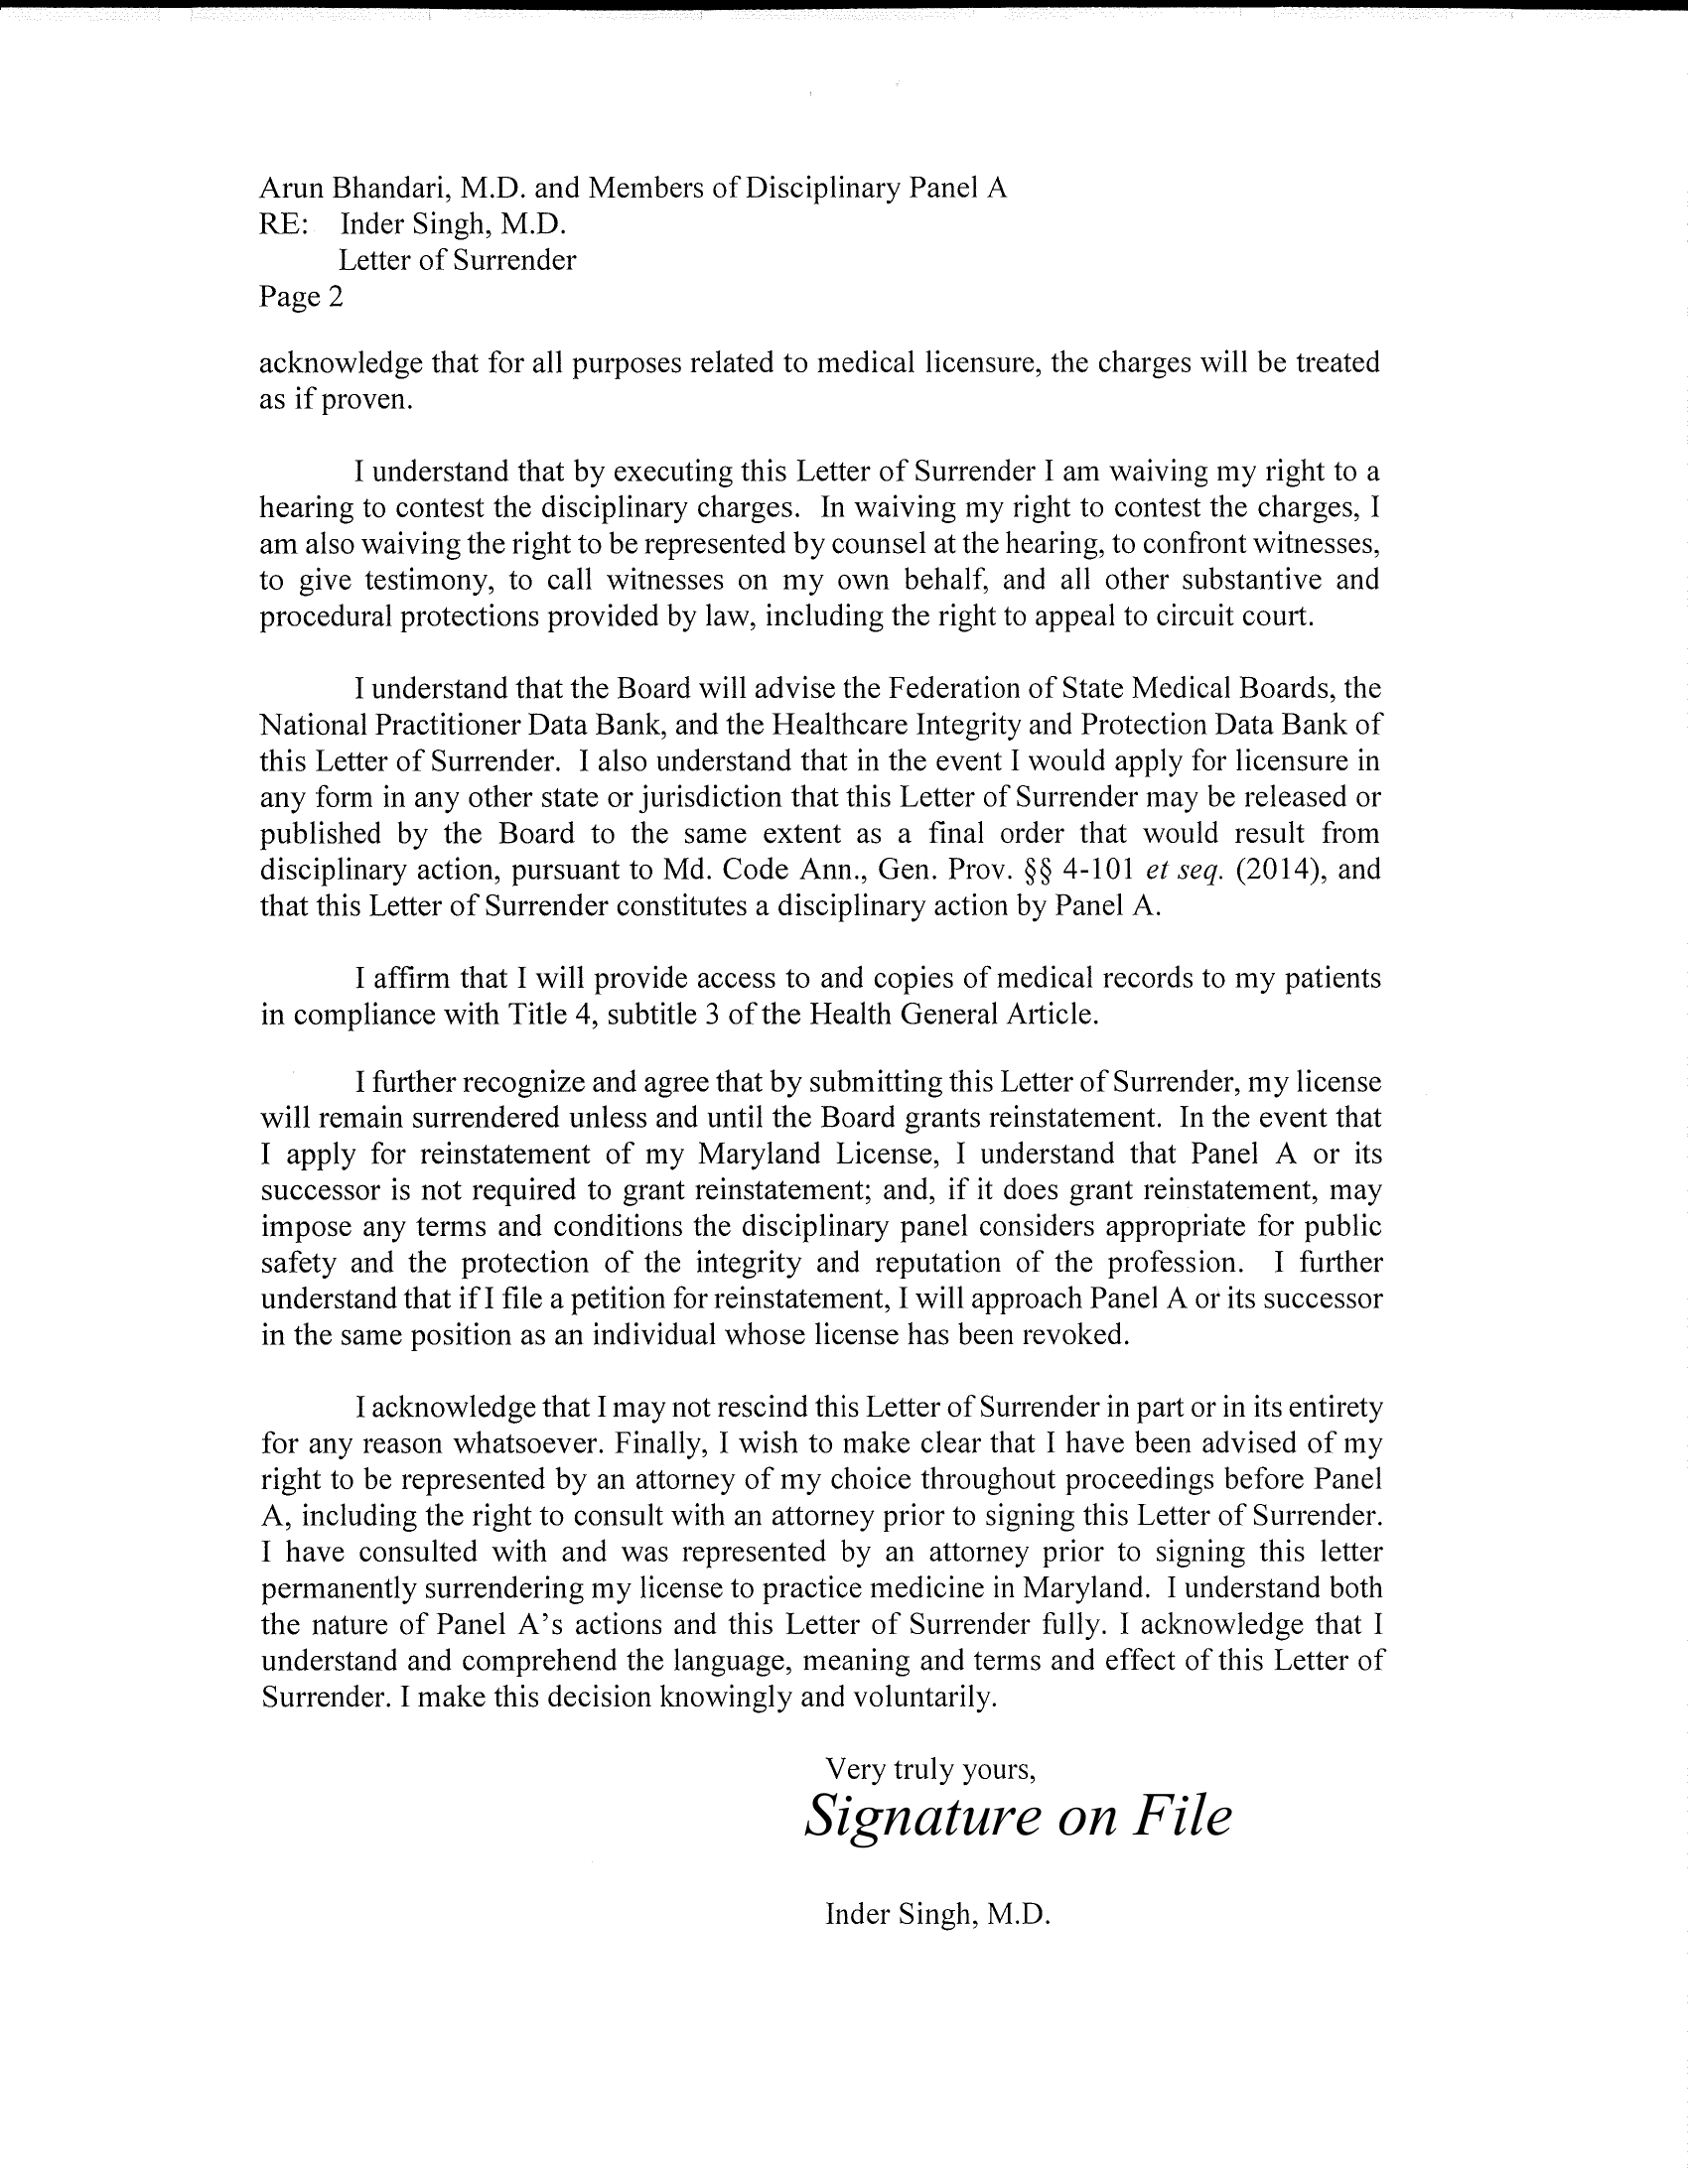 Arun Bhandari, M.D. and Members of Disciplinary Panel A
RE: Inder Singh, M.D.
Letter of Surrender
Page 2
acknowledge that for all purposes related to medical licensure, the charges will be treated
as if proven.
I understand that by executing this Letter of Surrender I am waiving my right to a
hearing to contest the disciplinary charges. In waiving my right to contest the charges, I
am also waiving the right to be represented by counsel at the hearing, to confront witnesses,
to give testimony, to call witnesses on my own behalf, and all other substantive and
procedural protections provided by law, including the right to appeal to circuit court.
I understand that the Board will advise the Federation of State Medical Boards, the
National Practitioner Data Bank, and the Healthcare Integrity and Protection Data Bank of
this Letter of Surrender. I also understand that in the event I would apply for licensure in
any form in any other state or jurisdiction that this Letter of Surrender may be released or
published by the Board to the same extent as a final order that would result from
disciplinary action, pursuant to Md. Code Ann., Gen. Prov. §§ 4-101 et seq. (2014), and
that this Letter of Surrender constitutes a disciplinary action by Panel A.
I affirm that I will provide access to and copies of medical records to my patients
in compliance with Title 4, subtitle 3 of the Health General Article.
I further recognize and agree that by submitting this Letter of Surrender, my license
will remain surrendered unless and until the Board grants reinstatement. In the event that
I apply for reinstatement of my Maryland License, I understand that Panel A or its
successor is not required to grant reinstatement; and, if it does grant reinstatement, may
impose any terms and conditions the disciplinary panel considers appropriate for public
safety and the protection of the integrity and reputation of the profession. I further
understand that if I file a petition for reinstatement, I will approach Panel A or its successor
in the same position as an individual whose license has been revoked.
I acknowledge that I may not rescind this Letter of Surrender in part or in its entirety
for any reason whatsoever. Finally, I wish to make clear that I have been advised of my
right to be represented by an attorney of my choice throughout proceedings before Panel
A, including the right to consult with an attorney prior to signing this Letter of Surrender.
I have consulted with and was represented by an attorney prior to signing this letter
permanently surrendering my license to practice medicine in Maryland. I understand both
the nature of Panel A's actions and this Letter of Surrender fully. I acknowledge that I
understand and comprehend the language, meaning and terms and effect of this Letter of
Surrender. I make this decision knowingly and voluntarily.
Very truly yours,
Signature on File
Inder Singh, M.D.